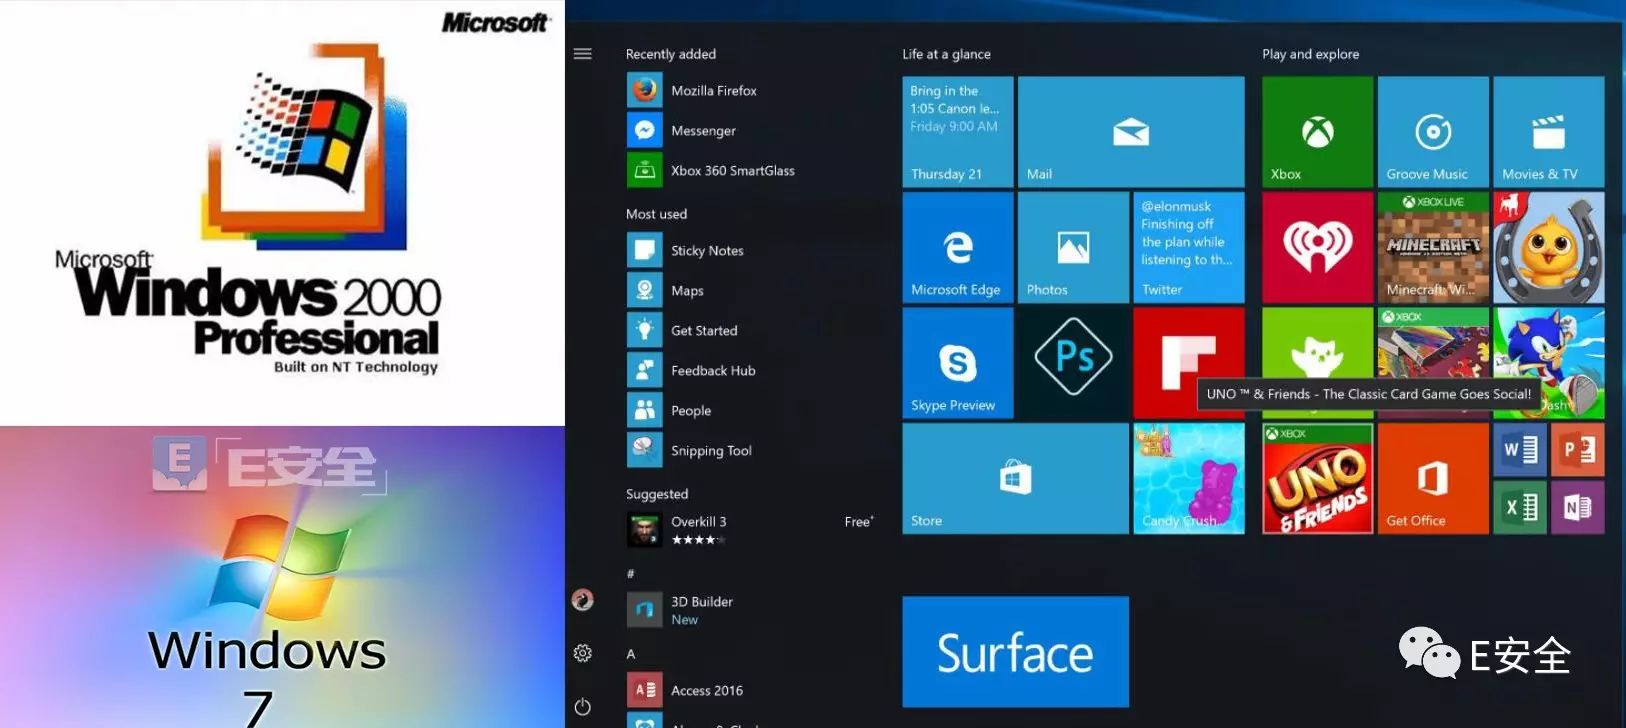 Microsoft
Microsoft
Windows 2000
Professional
Built on NT Technology
E
E安全
Windows
7
Recently added
Mozilla Firefox
Messenger
Xbox 360 SmartGlass
Most used
Sticky Notes
Maps
Get Started
Feedback Hub
People
Snipping Tool
Suggested
Overkill 3
Free+
#
3D Builder
New
A
A
Access 2016
Life at a glance
Bring in the
1:05 Canon le...
Friday 9:00 AM
Thursday 21
Mail
Microsoft Edge
Photos
@elonmusk
Finishing off
the plan while
listening to th...
Twitter
Skype Preview
Ps
Store
Candy Crush...
Surface
Play and explore
Xbox
Groove Music
Movies & TV
XBOX LIVE
MINECRAFT
Minecraft: Wi...
XBOX
UNO ™ & Friends - The Classic Card Game Goes Social!
Dash
XBOX
UNO
& FRIENDS
Get Office
W
P
X
N
E安全